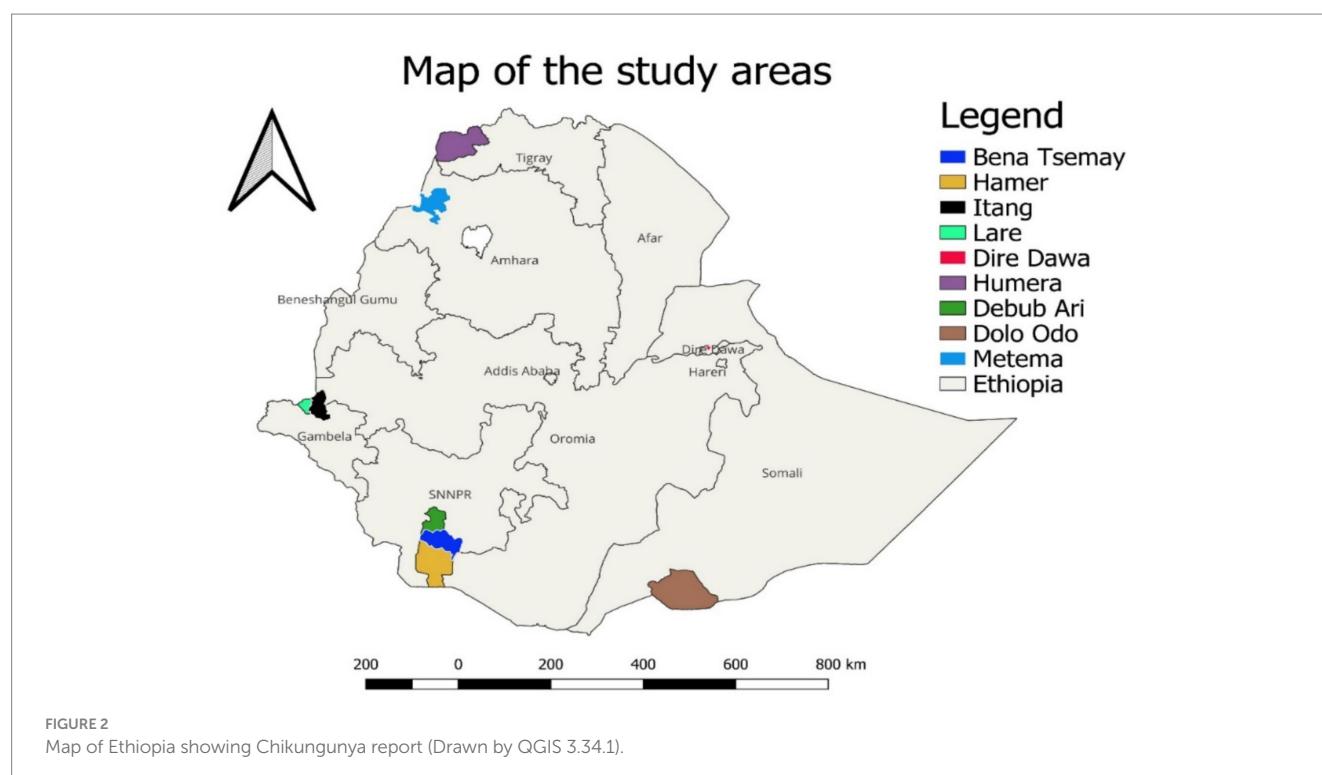 Map of the study areas
Legend
Bena Tsemay
Hamer
Itang
Lare
Dire Dawa
Humera
Debub Ari
Dolo Odo
Metema
Ethiopia
Tigray
Afar
Amhara
Beneshangul Gumu
Dire Dawa
Addis Ababa
Hareri
Gambela
Oromia
Somali
SNNPR
200 0 200 400 600 800 km
FIGURE 2
Map of Ethiopia showing Chikungunya report (Drawn by QGIS 3.34.1).